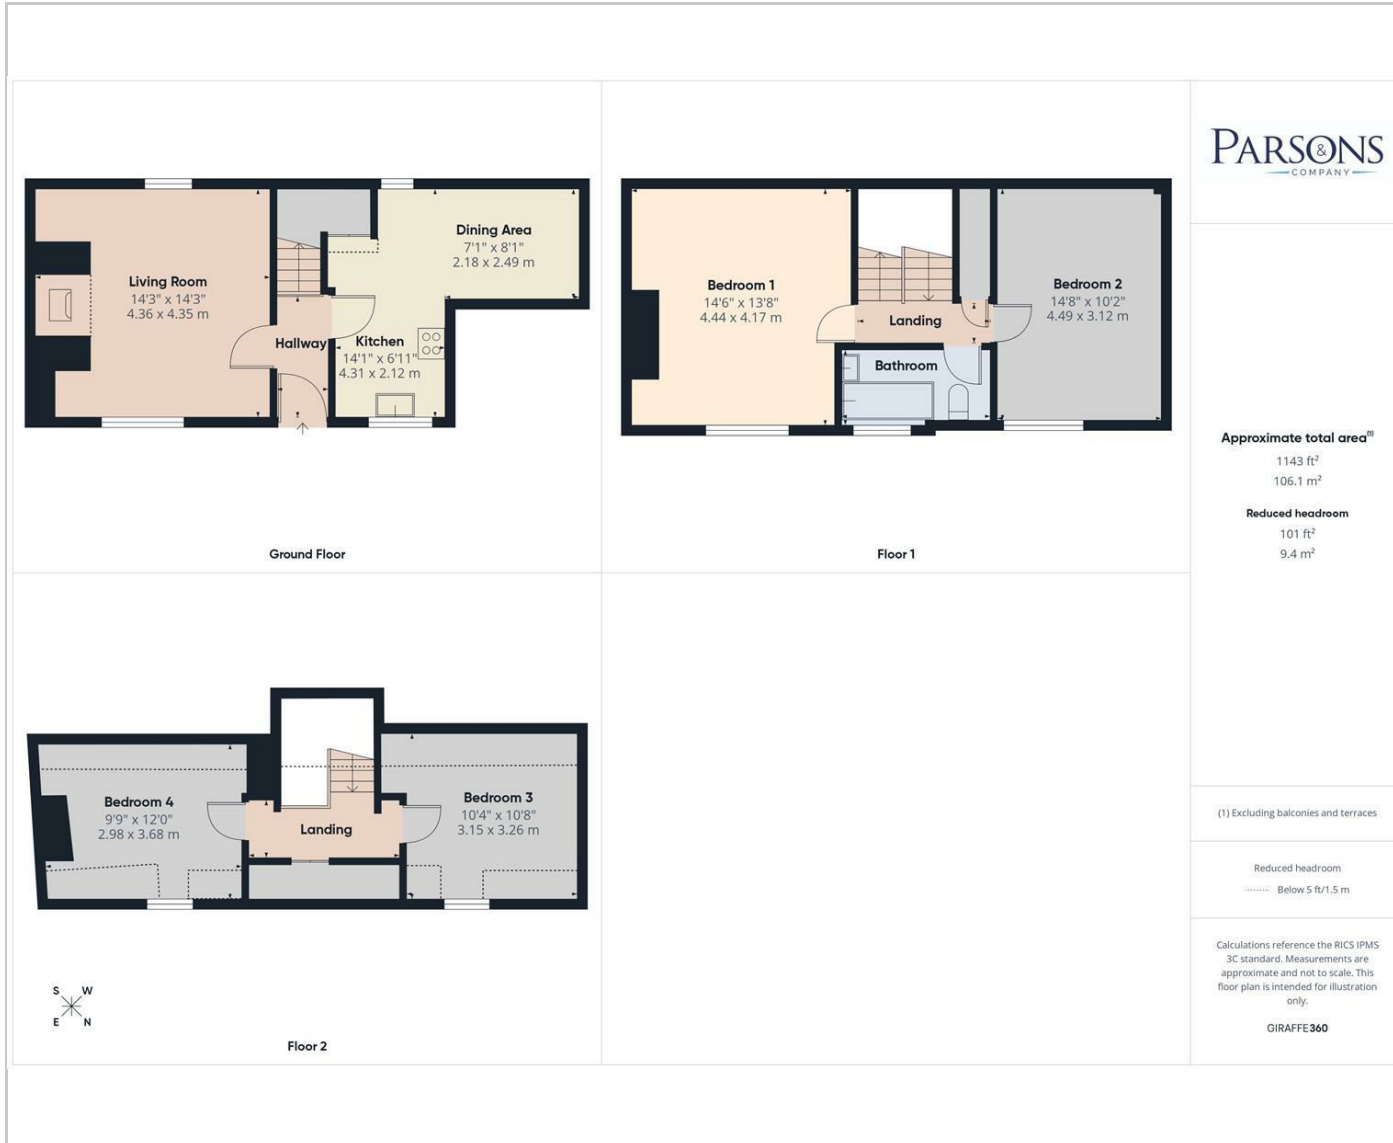 Living Room
14'3" x 14'3"
4.36 x 4.35 m
Dining Area
7'1" x 8'1"
2.18 x 2.49 m
Hallway
Kitchen
14'1" x 6'11"
4.31 x 2.12 m
Ground Floor
Bedroom 1
14'6" x 13'8"
4.44 x 4.17 m
Landing
Bathroom
Bedroom 2
14'8" x 10'2"
4.49 x 3.12 m
Floor 1
Bedroom 4
9'9" x 12'0"
2.98 x 3.68 m
Landing
Bedroom 3
10'4" x 10'8"
3.15 x 3.26 m
S W
E N
Floor 2
PARSONS &
COMPANY
Approximate total area(1)
1143 ft²
106.1 m²
Reduced headroom
101 ft²
9.4 m²
(1) Excluding balconies and terraces
Reduced headroom
Below 5 ft/1.5 m
Calculations reference the RICS IPMS
3C standard. Measurements are
approximate and not to scale. This
floor plan is intended for illustration
only.
GIRAFFE360